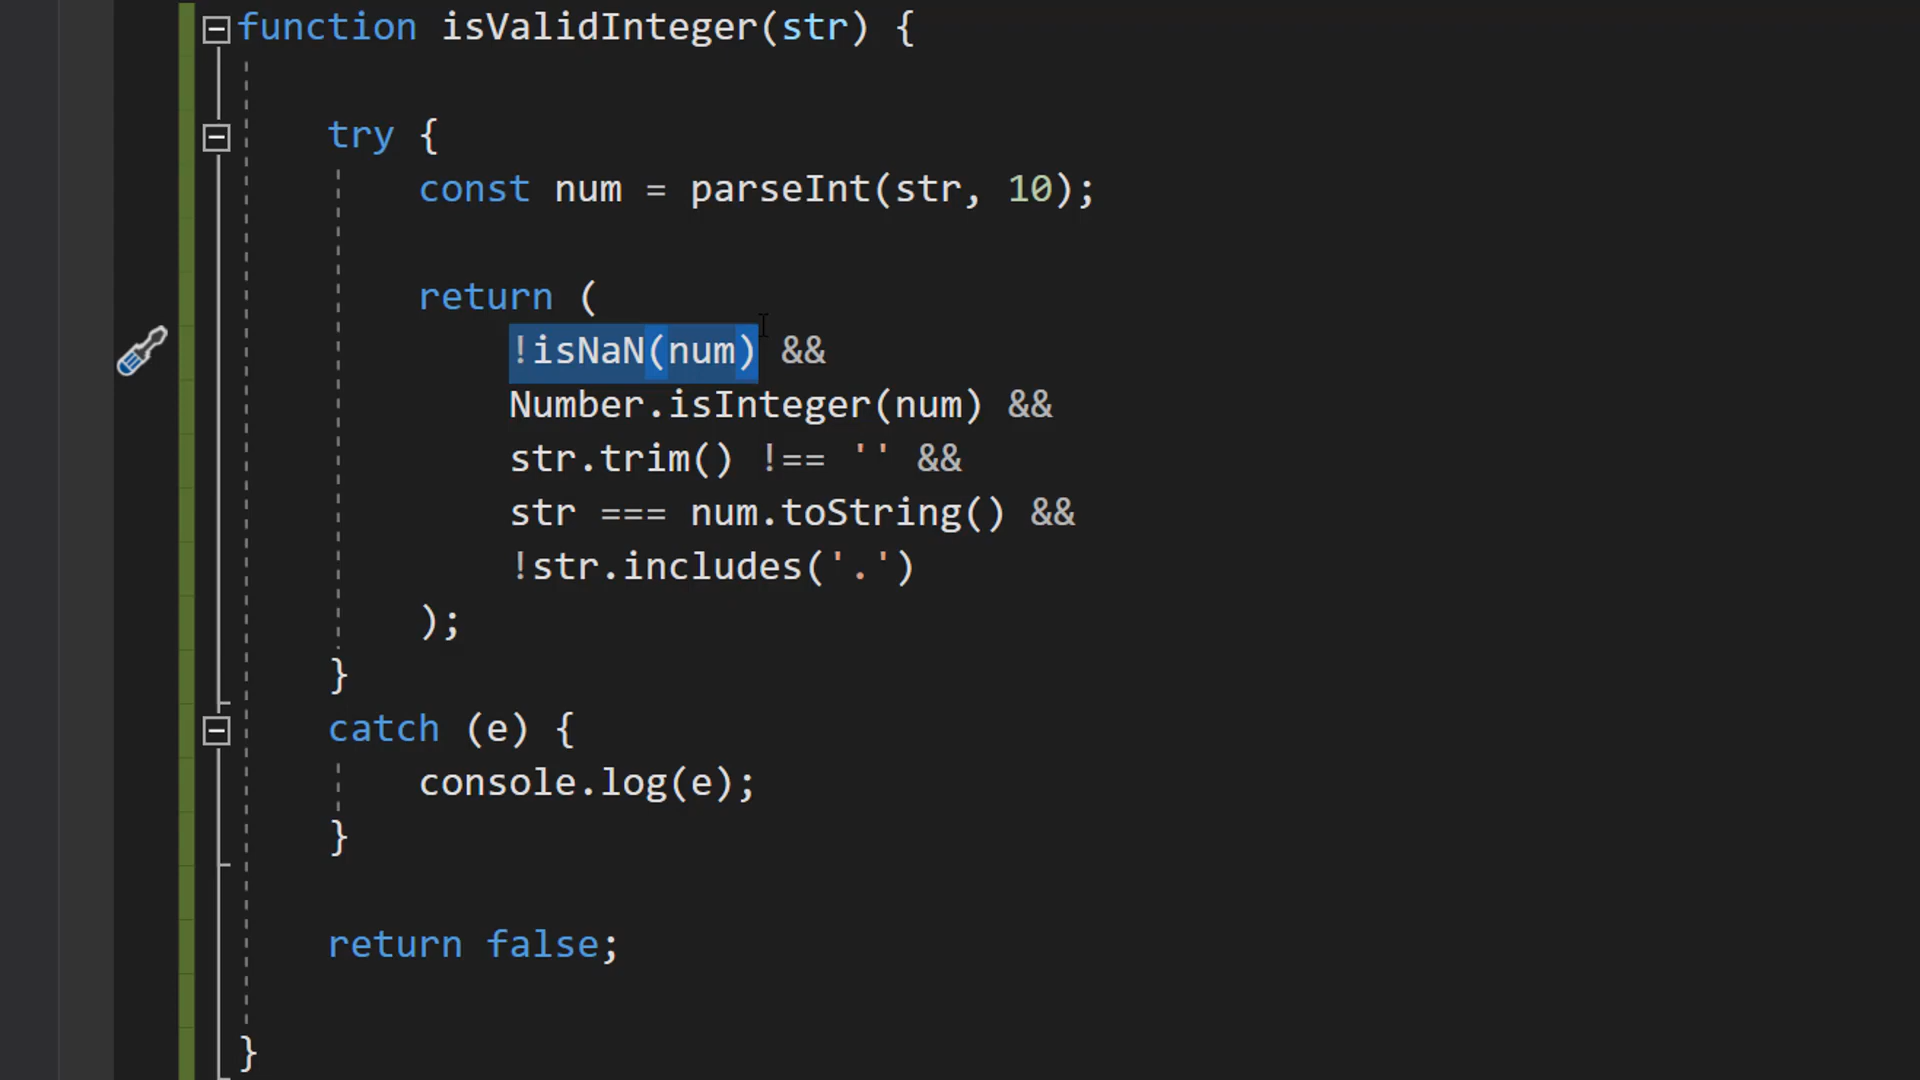 function isValidInteger(str) {
try {
const num = parseInt(str, 10);
return (
!isNaN(num) &&
Number.isInteger(num) &&
str.trim() !== '' &&
str === num.toString() &&
!str.includes('.')
);
}
catch (e) {
console.log(e);
}
return false;
}